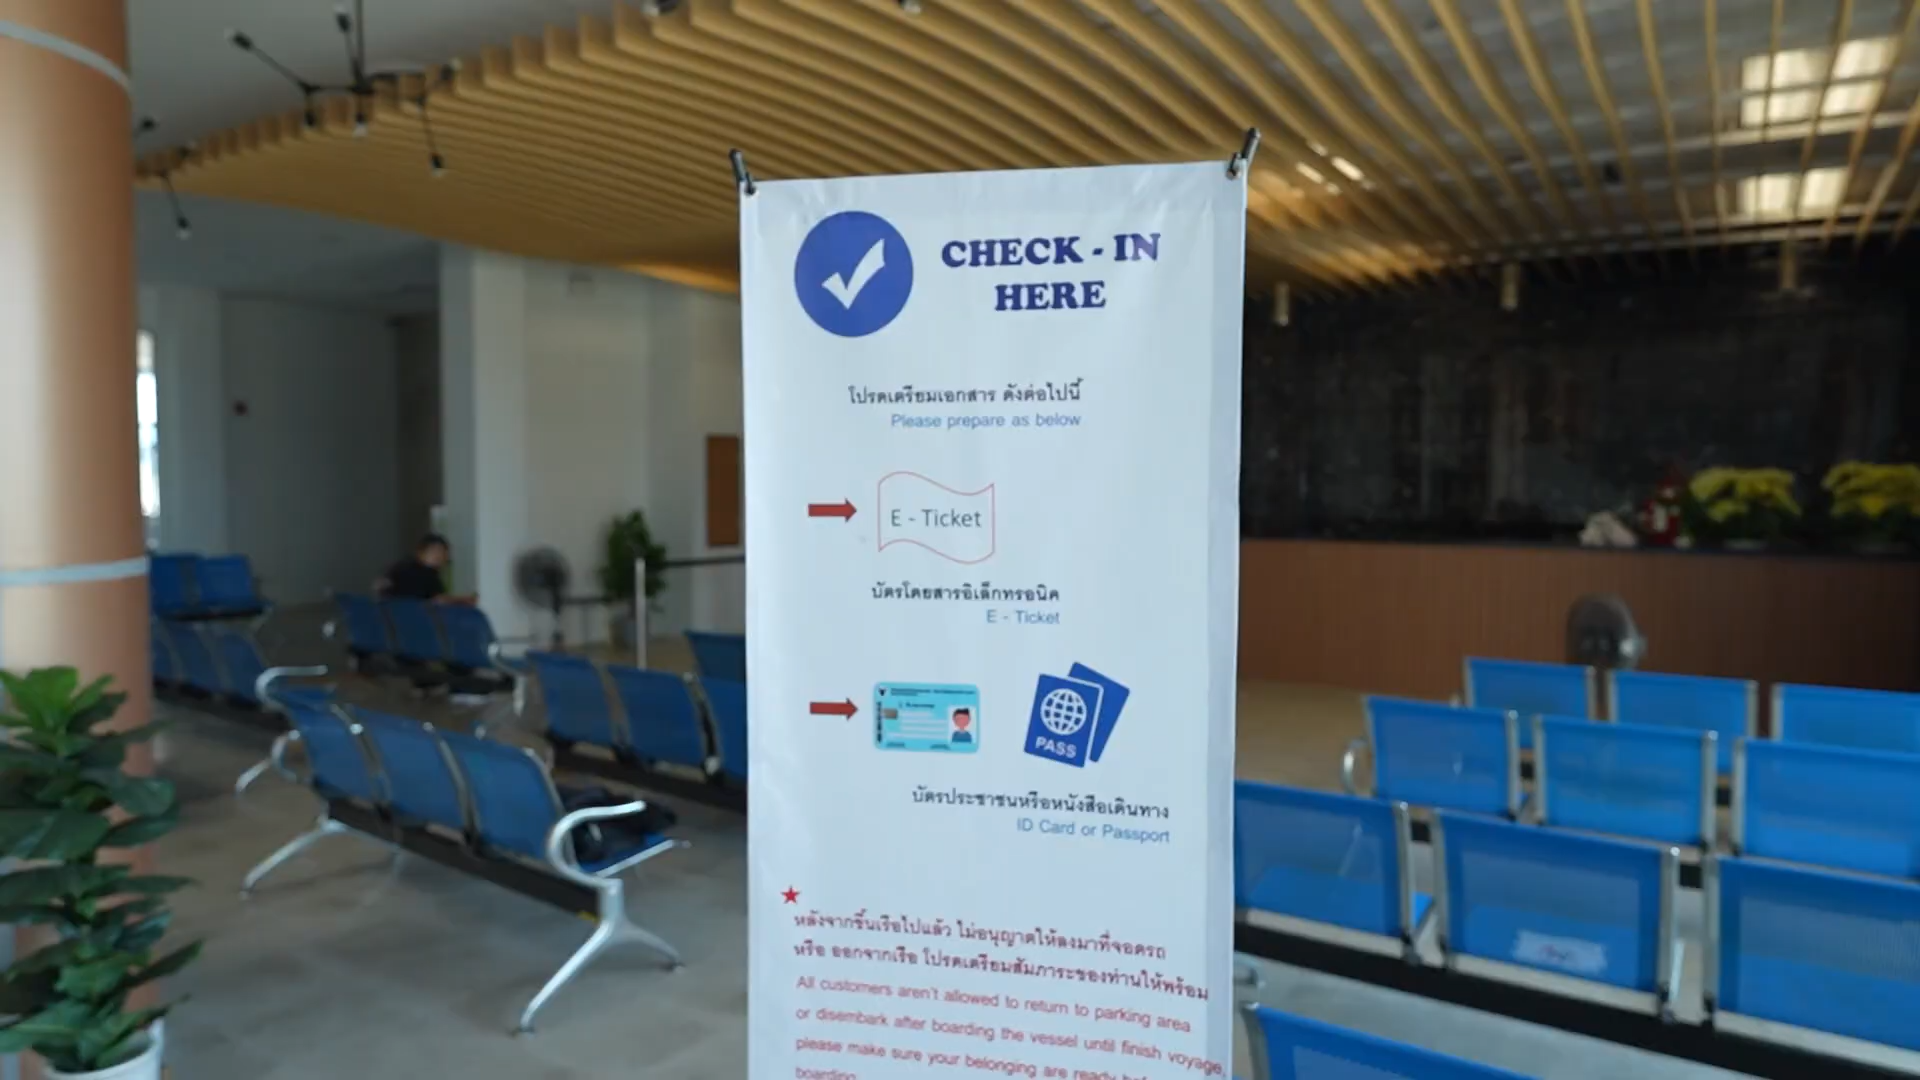 CHECK - IN
HERE
โปรดเตรียมเอกสาร ดังต่อไปนี้
Please prepare as below
E - Ticket
บัตรโดยสารอิเล็กทรอนิค
E - Ticket
PASS
บัตรประชาชนหรือหนังสือเดินทาง
ID Card or Passport
หลังจากขึ้นเรือไปแล้ว ไม่อนุญาตให้ลงมาที่จอดรถ
หรือ ออกจากเรือ โปรดเตรียมสัมภาระของท่านให้พร้อม
All customers aren't allowed to return to parking area
or disembark after boarding the vessel until finish voyage,
please make sure your belonging are ready
boarding